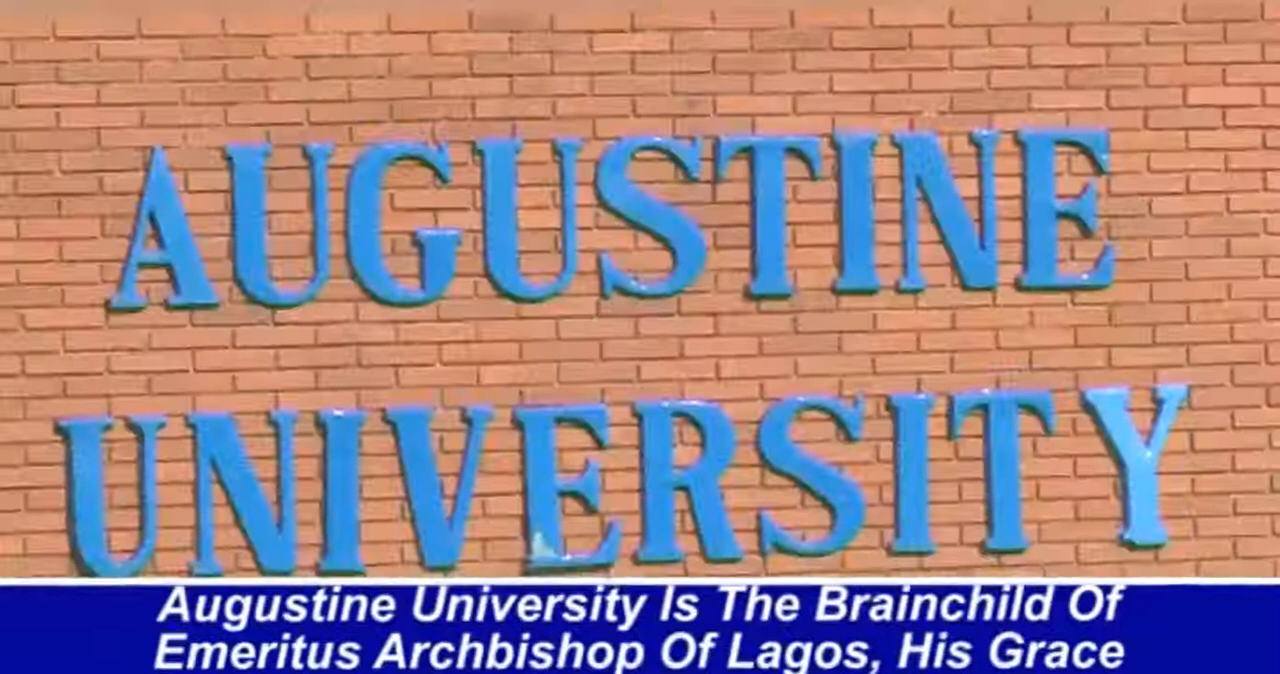 AUGUSTINE
UNIVERSITY
Augustine University Is The Brainchild Of
Emeritus Archbishop Of Lagos, His Grace